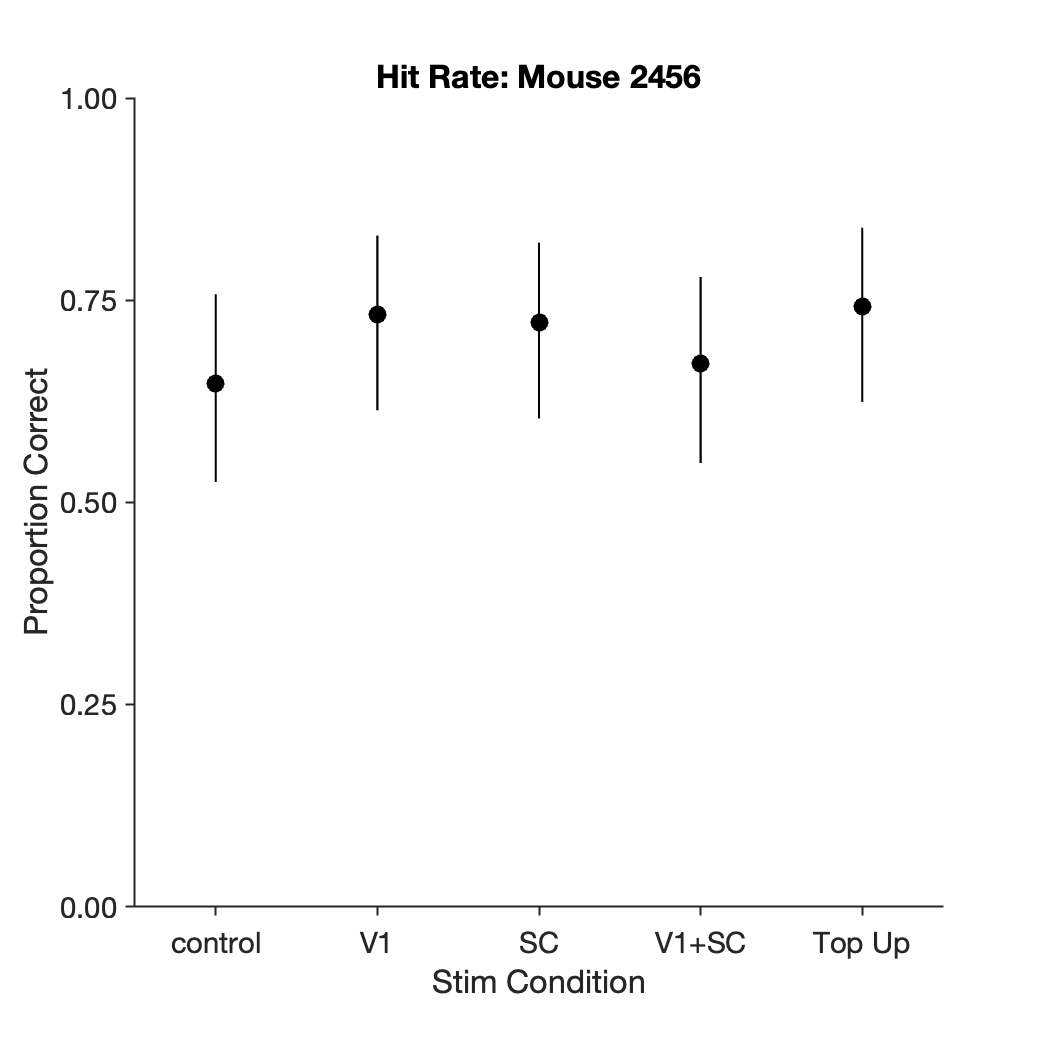 Hit Rate: Mouse 2456
1.00
0.75
0.50
0.25
0.00
Proportion Correct
control V1 SC V1+SC Top Up
Stim Condition